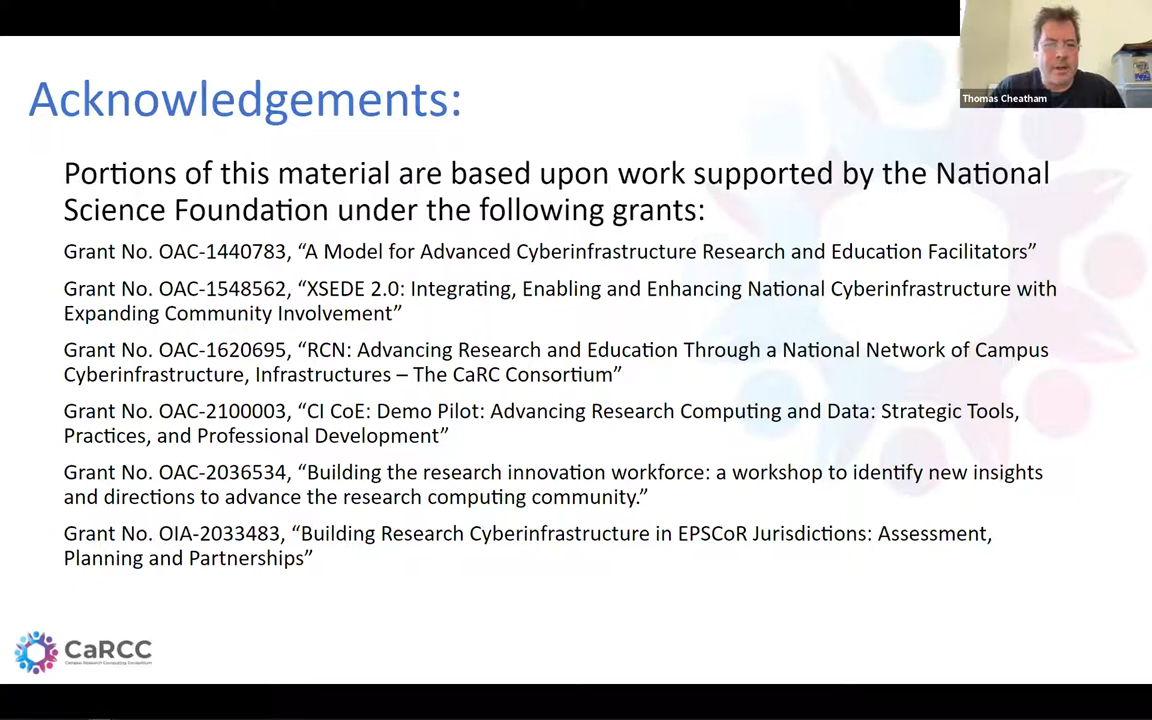 Thomas Cheatham
Acknowledgements:
Portions of this material are based upon work supported by the National
Science Foundation under the following grants:
Grant No. OAC-1440783, “A Model for Advanced Cyberinfrastructure Research and Education Facilitators”
Grant No. OAC-1548562, “XSEDE 2.0: Integrating, Enabling and Enhancing National Cyberinfrastructure with
Expanding Community Involvement”
Grant No. OAC-1620695, “RCN: Advancing Research and Education Through a National Network of Campus
Cyberinfrastructure, Infrastructures – The CaRC Consortium”
Grant No. OAC-2100003, “CI CoE: Demo Pilot: Advancing Research Computing and Data: Strategic Tools,
Practices, and Professional Development”
Grant No. OAC-2036534, “Building the research innovation workforce: a workshop to identify new insights
and directions to advance the research computing community.”
Grant No. OIA-2033483, “Building Research Cyberinfrastructure in EPSCoR Jurisdictions: Assessment,
Planning and Partnerships”
CaRCC
Campus Research Computing Consortium